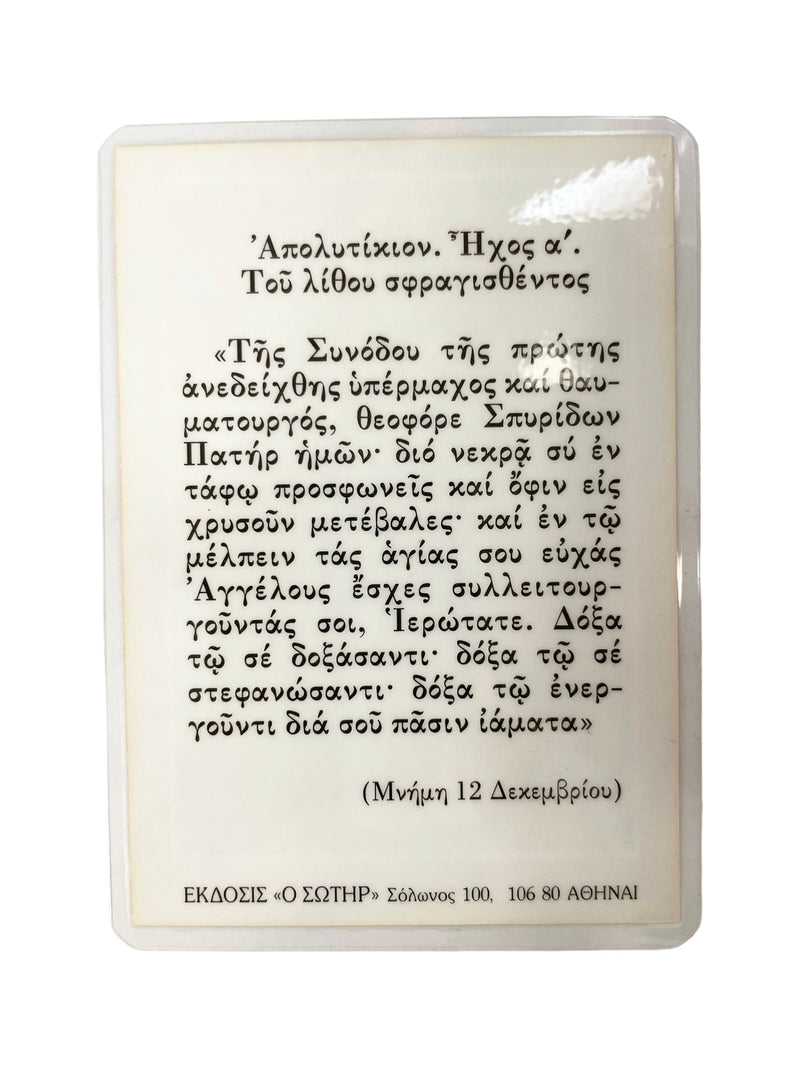 Ἀπολυτίκιον. Ἦχος α΄.
Τοῦ λίθου σφραγισθέντος
«Τῆς Συνόδου τῆς πρώτης
ἀνεδείχθης ὑπέρμαχος καί θαυ-
ματουργός, θεοφόρε Σπυρίδων
Πατήρ ἡμῶν· διό νεκρᾷ σύ ἐν
τάφῳ προσφωνεῖς καί ὄφιν εἰς
χρυσοῦν μετέβαλες· καί ἐν τῷ
μέλπειν τάς ἁγίας σου εὐχάς
Ἀγγέλους ἔσχες συλλειτουρ-
γοῦντάς σοι, Ἱερώτατε. Δόξα
τῷ σέ δοξάσαντι· δόξα τῷ σέ
στεφανώσαντι· δόξα τῷ ἐνερ-
γοῦντι διά σοῦ πᾶσιν ἰάματα»
(Μνήμη 12 Δεκεμβρίου)
ΕΚΔΟΣΙΣ «Ο ΣΩΤΗΡ» Σόλωνος 100, 106 80 ΑΘΗΝΑΙ